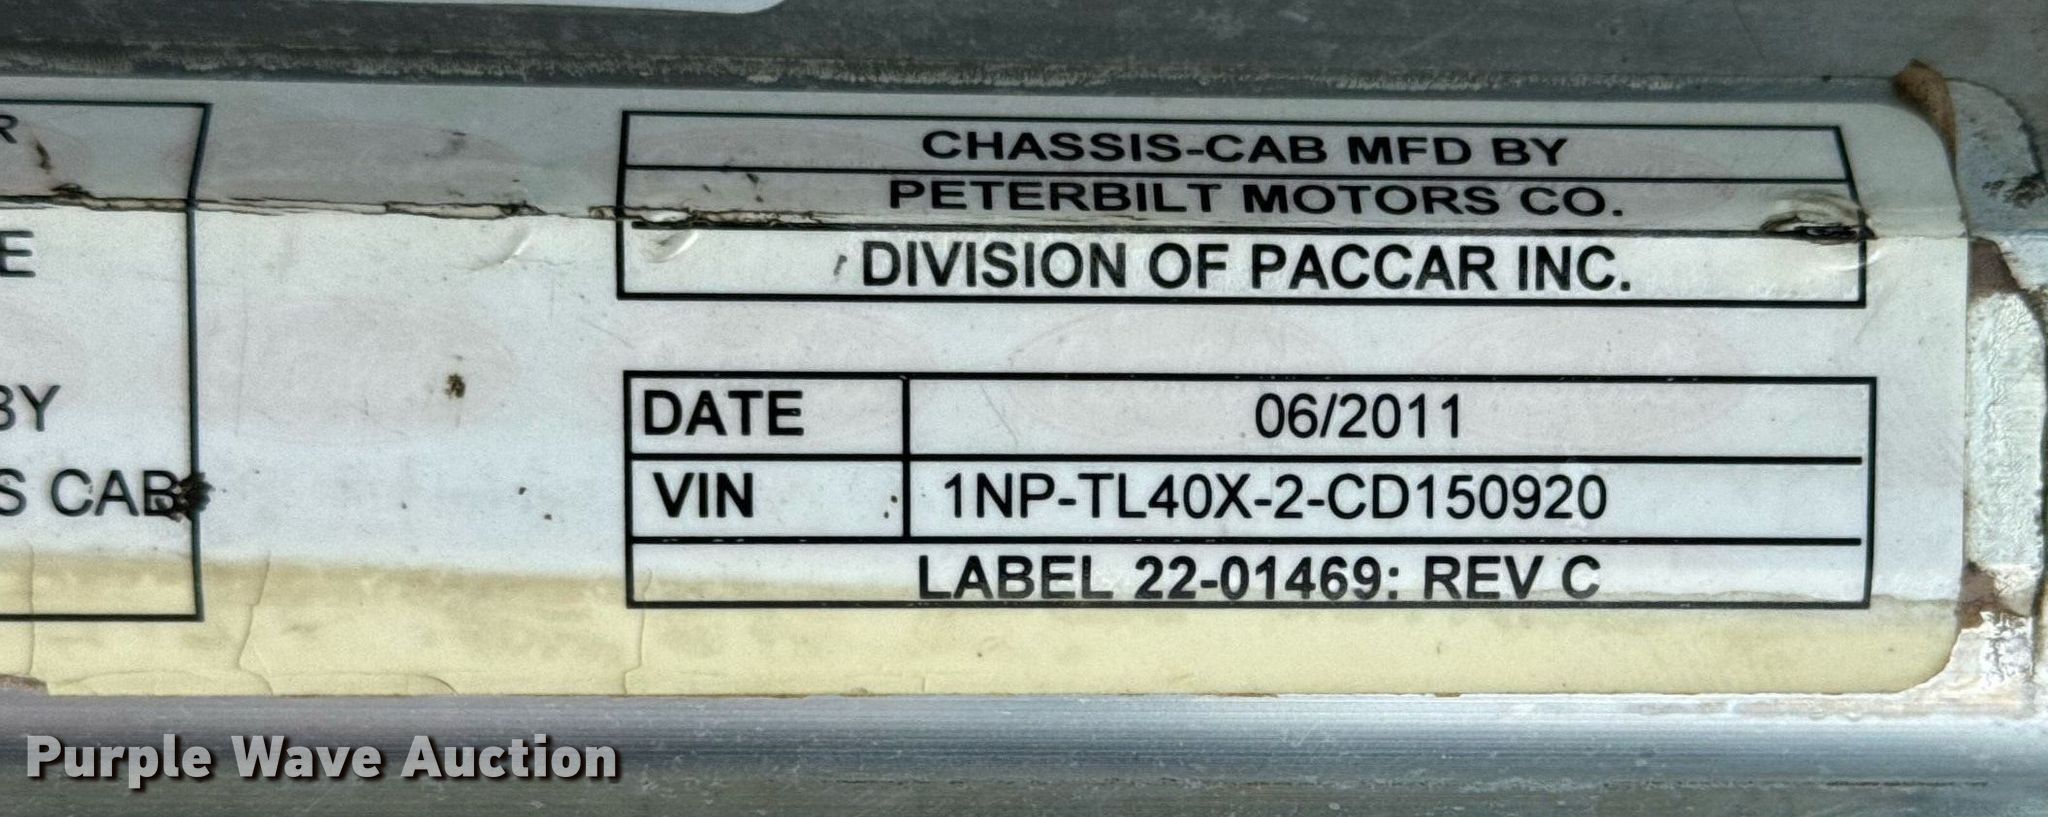 R
E
BY
S CAB
CHASSIS-CAB MFD BY
PETERBILT MOTORS CO.
DIVISION OF PACCAR INC.
DATE 06/2011
VIN 1NP-TL40X-2-CD150920
LABEL 22-01469: REV C
Purple Wave Auction